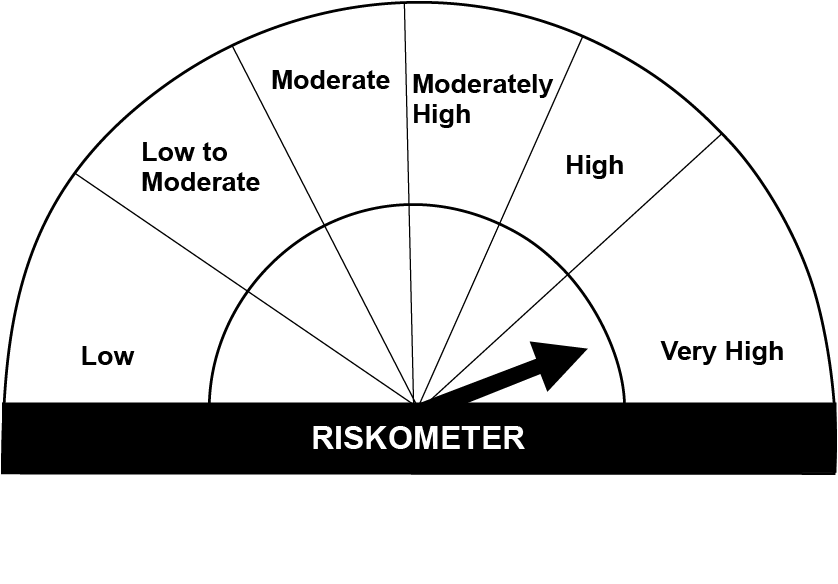 Moderate
Moderately
High
Low to
Moderate
High
Low
Very High
RISKOMETER